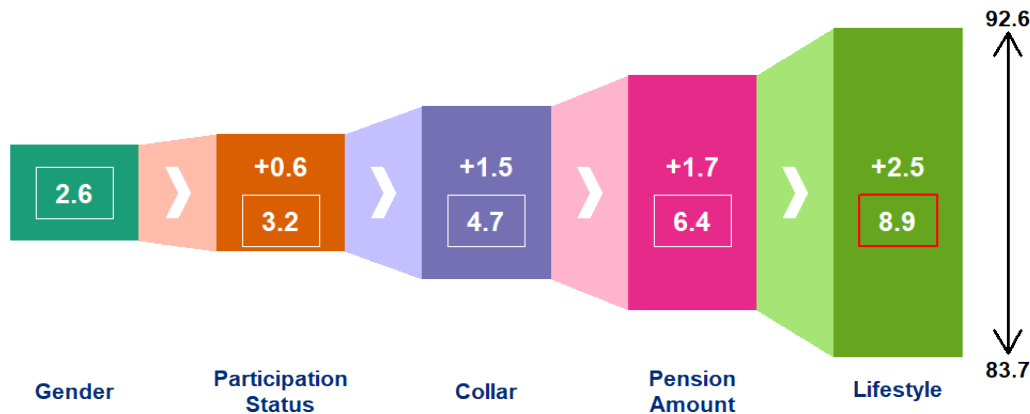 92.6
+0.6
+1.5
+1.7
+2.5
2.6
3.2
4.7
6.4
8.9
83.7
Gender
Participation
Status
Collar
Pension
Amount
Lifestyle